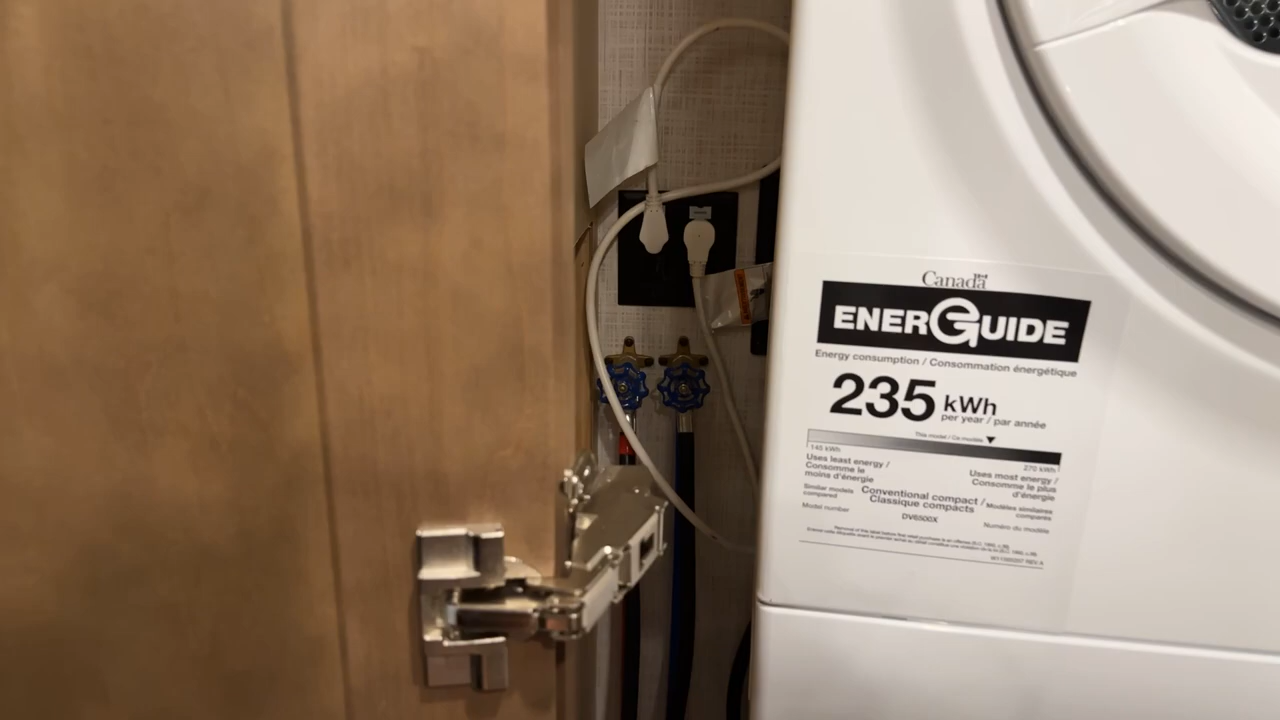 Canada
ENERGUIDE
Energy consumption / Consommation énergétique
235 kWh
per year / par année
This model / Ce modèle
145 kWh
270 kWh
Uses least energy /
Consomme le
moins d'énergie
Uses most energy /
Consomme le plus
d'énergie
Similar models
compared
Conventional compact /
Classique compacts
Modèles similaires
comparés
Model number
DV6500X
Numéro du modèle